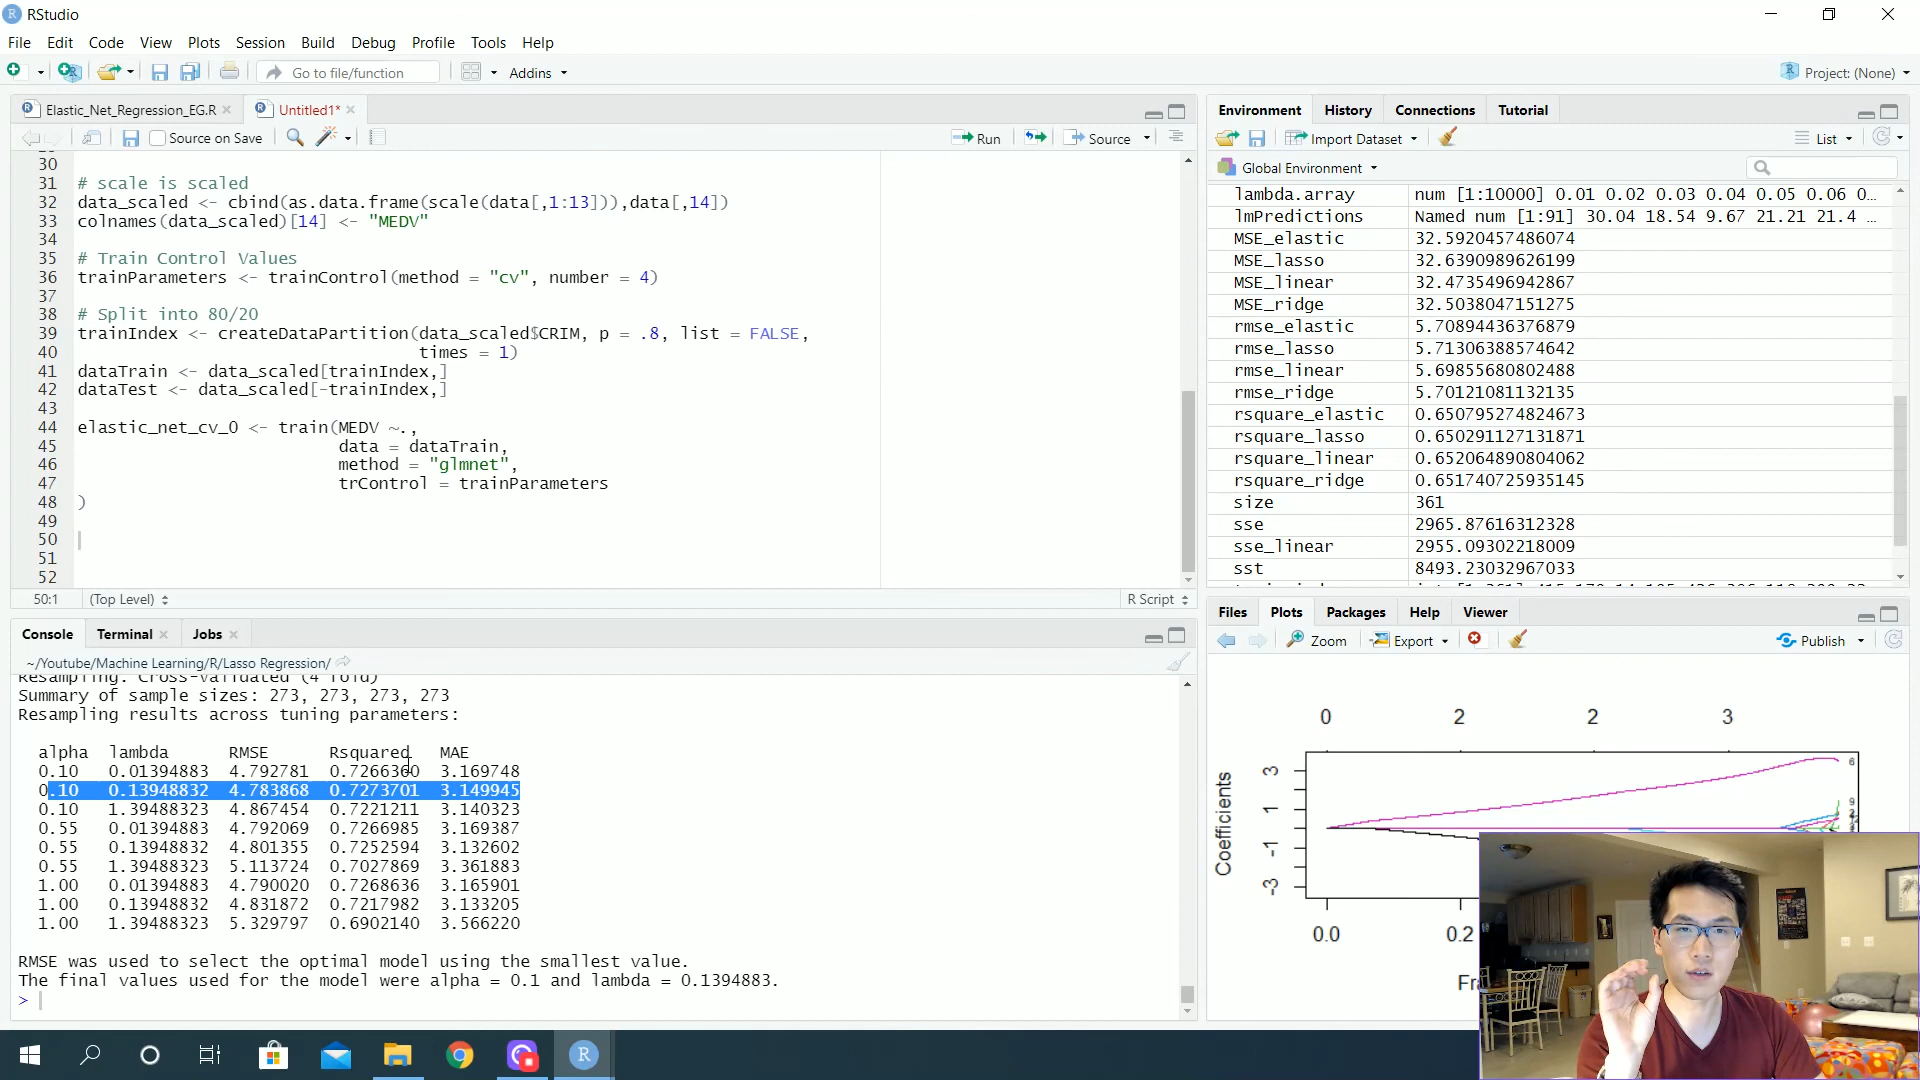 RStudio
File Edit Code View Plots Session Build Debug Profile Tools Help
Go to file/function Addins Project: (None)
Elastic_Net_Regression_EG.R Untitled1*
Source on Save Run Source
30
31 # scale is scaled
32 data_scaled <- cbind(as.data.frame(scale(data[,1:13])),data[,14])
33 colnames(data_scaled)[14] <- "MEDV"
34
35 # Train Control Values
36 trainParameters <- trainControl(method = "cv", number = 4)
37
38 # Split into 80/20
39 trainIndex <- createDataPartition(data_scaled$CRIM, p = .8, list = FALSE,
40 times = 1)
41 dataTrain <- data_scaled[trainIndex,]
42 dataTest <- data_scaled[-trainIndex,]
43
44 elastic_net_cv_0 <- train(MEDV ~.,
45 data = dataTrain,
46 method = "glmnet",
47 trControl = trainParameters
48 )
49
50
51
52
50:1 (Top Level) R Script
Console Terminal Jobs
~/Youtube/Machine Learning/R/Lasso Regression/
Resampling: Cross-Validated (4 fold)
Summary of sample sizes: 273, 273, 273, 273
Resampling results across tuning parameters:
alpha lambda RMSE Rsquared MAE
0.10 0.01394883 4.792781 0.7266360 3.169748
0.10 0.13948832 4.783868 0.7273701 3.149945
0.10 1.39488323 4.867454 0.7221211 3.140323
0.55 0.01394883 4.792069 0.7266985 3.169387
0.55 0.13948832 4.801355 0.7252594 3.132602
0.55 1.39488323 5.113724 0.7027869 3.361883
1.00 0.01394883 4.790020 0.7268636 3.165901
1.00 0.13948832 4.831872 0.7217982 3.133205
1.00 1.39488323 5.329797 0.6902140 3.566220
RMSE was used to select the optimal model using the smallest value.
The final values used for the model were alpha = 0.1 and lambda = 0.1394883.
>
Environment History Connections Tutorial
Import Dataset List
Global Environment
lambda.array num [1:10000] 0.01 0.02 0.03 0.04 0.05 0.06 0…
lmPredictions Named num [1:91] 30.04 18.54 9.67 21.21 21.4 …
MSE_elastic 32.5920457486074
MSE_lasso 32.6390989626199
MSE_linear 32.4735496942867
MSE_ridge 32.5038047151275
rmse_elastic 5.70894436376879
rmse_lasso 5.71306388574642
rmse_linear 5.69855680802488
rmse_ridge 5.70121081132135
rsquare_elastic 0.650795274824673
rsquare_lasso 0.650291127131871
rsquare_linear 0.652064890804062
rsquare_ridge 0.651740725935145
size 361
sse 2965.87616312328
sse_linear 2955.09302218009
sst 8493.23032967033
Files Plots Packages Help Viewer
Zoom Export Publish
0 2 2 3
Coefficients
3
1
-1
-3
6
9
0.0 0.2
Fr